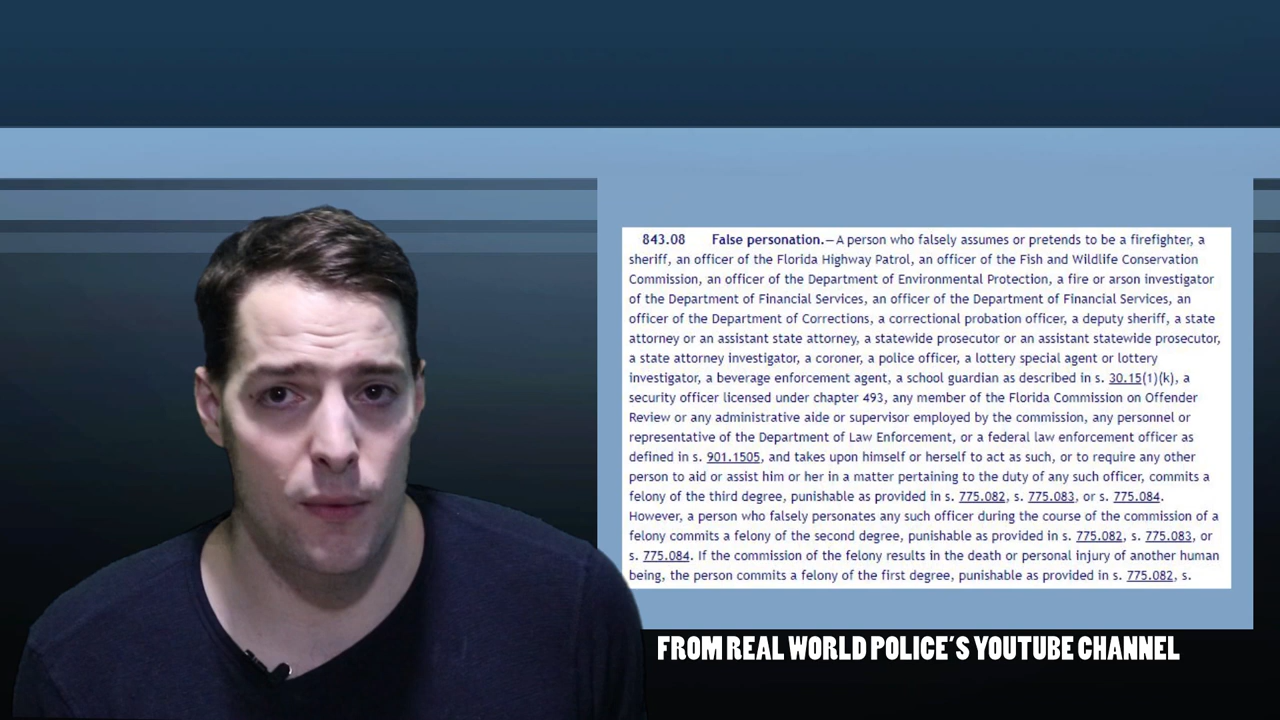 843.08 False personation.—A person who falsely assumes or pretends to be a firefighter, a
sheriff, an officer of the Florida Highway Patrol, an officer of the Fish and Wildlife Conservation
Commission, an officer of the Department of Environmental Protection, a fire or arson investigator
of the Department of Financial Services, an officer of the Department of Financial Services, an
officer of the Department of Corrections, a correctional probation officer, a deputy sheriff, a state
attorney or an assistant state attorney, a statewide prosecutor or an assistant statewide prosecutor,
a state attorney investigator, a coroner, a police officer, a lottery special agent or lottery
investigator, a beverage enforcement agent, a school guardian as described in s. 30.15(1)(k), a
security officer licensed under chapter 493, any member of the Florida Commission on Offender
Review or any administrative aide or supervisor employed by the commission, any personnel or
representative of the Department of Law Enforcement, or a federal law enforcement officer as
defined in s. 901.1505, and takes upon himself or herself to act as such, or to require any other
person to aid or assist him or her in a matter pertaining to the duty of any such officer, commits a
felony of the third degree, punishable as provided in s. 775.082, s. 775.083, or s. 775.084.
However, a person who falsely personates any such officer during the course of the commission of a
felony commits a felony of the second degree, punishable as provided in s. 775.082, s. 775.083, or
s. 775.084. If the commission of the felony results in the death or personal injury of another human
being, the person commits a felony of the first degree, punishable as provided in s. 775.082, s.
FROM REAL WORLD POLICE'S YOUTUBE CHANNEL